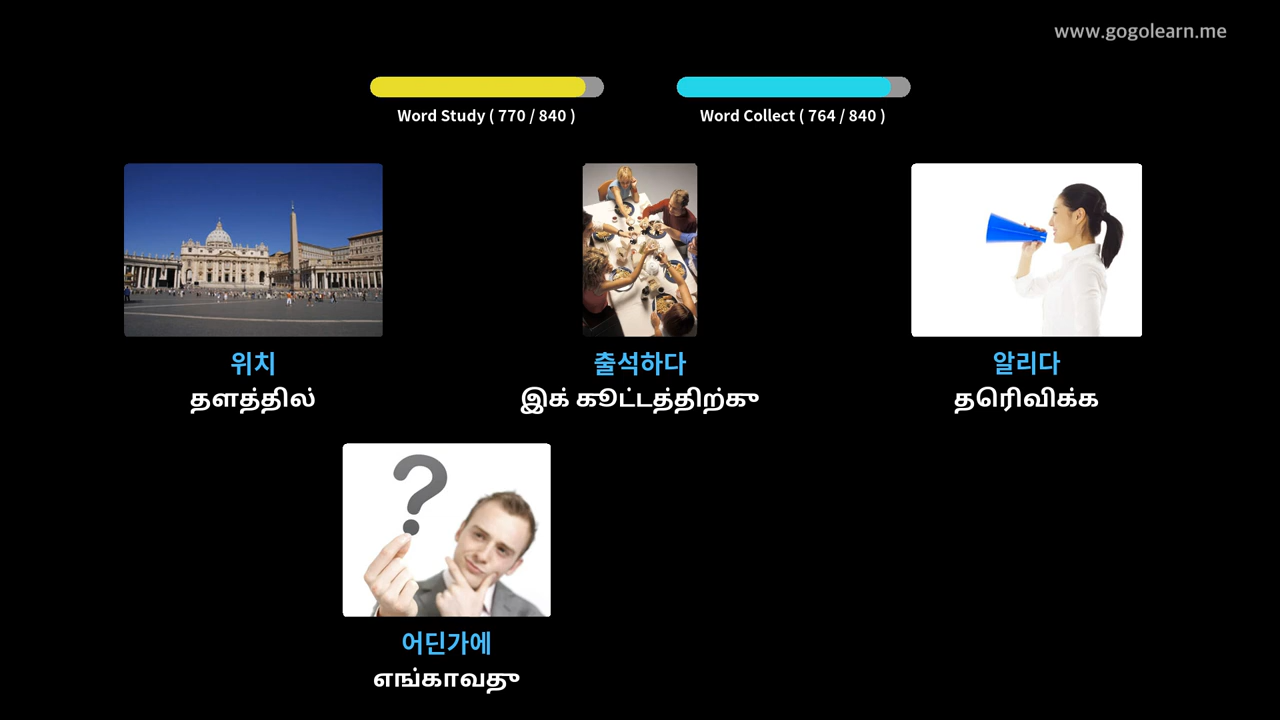 www.gogolearn.me
Word Study ( 770 / 840 )
Word Collect ( 764 / 840 )
위치
தளத்தில்
출석하다
இக் கூட்டத்திற்கு
알리다
தெரிவிக்க
어딘가에
எங்காவது